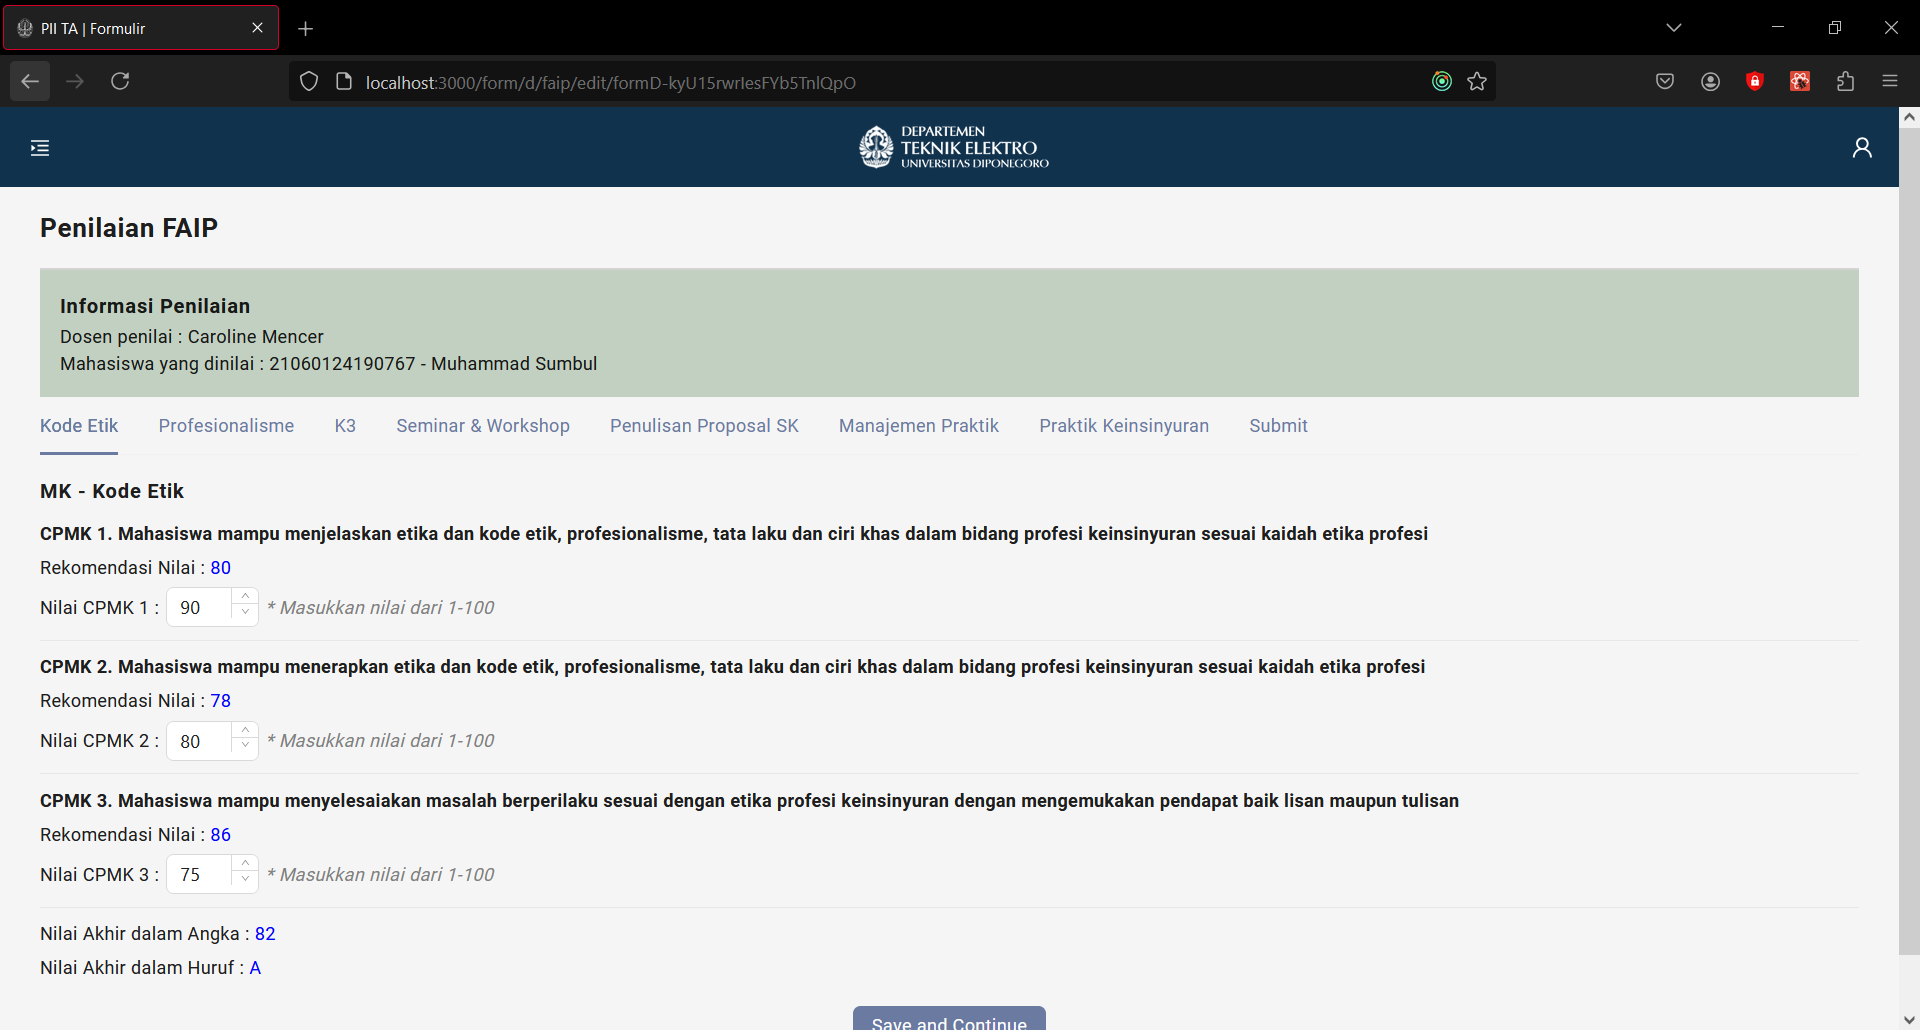 PII TA | Formulir
localhost:3000/form/d/faip/edit/formD-kyU15rwrIesFYb5TnlQpO
DEPARTEMEN
TEKNIK ELEKTRO
UNIVERSITAS DIPONEGORO
Penilaian FAIP
Informasi Penilaian
Dosen penilai : Caroline Mencer
Mahasiswa yang dinilai : 21060124190767 - Muhammad Sumbul
Kode Etik Profesionalisme K3 Seminar & Workshop Penulisan Proposal SK Manajemen Praktik Praktik Keinsinyuran Submit
MK - Kode Etik
CPMK 1. Mahasiswa mampu menjelaskan etika dan kode etik, profesionalisme, tata laku dan ciri khas dalam bidang profesi keinsinyuran sesuai kaidah etika profesi
Rekomendasi Nilai : 80
Nilai CPMK 1 : 90 * Masukkan nilai dari 1-100
CPMK 2. Mahasiswa mampu menerapkan etika dan kode etik, profesionalisme, tata laku dan ciri khas dalam bidang profesi keinsinyuran sesuai kaidah etika profesi
Rekomendasi Nilai : 78
Nilai CPMK 2 : 80 * Masukkan nilai dari 1-100
CPMK 3. Mahasiswa mampu menyelesaiakan masalah berperilaku sesuai dengan etika profesi keinsinyuran dengan mengemukakan pendapat baik lisan maupun tulisan
Rekomendasi Nilai : 86
Nilai CPMK 3 : 75 * Masukkan nilai dari 1-100
Nilai Akhir dalam Angka : 82
Nilai Akhir dalam Huruf : A
Save and Continue